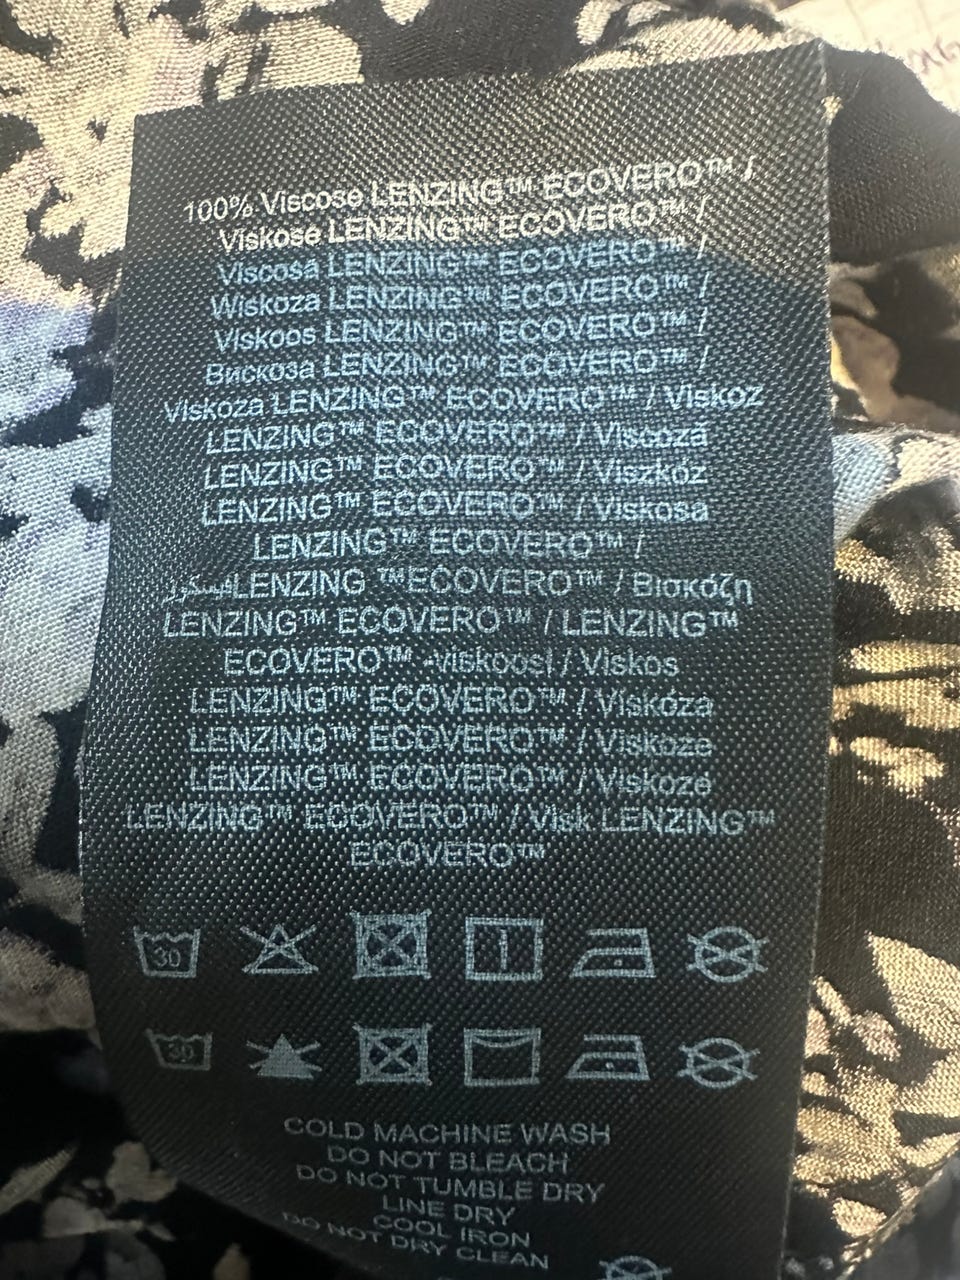 100% Viscose LENZING™ ECOVERO™ /
Viskose LENZING™ ECOVERO™ /
Viscosa LENZING™ ECOVERO™ /
Wiskoza LENZING™ ECOVERO™ /
Viskoos LENZING™ ECOVERO™ /
Вискоза LENZING™ ECOVERO™ /
Viskoza LENZING™ ECOVERO™ / Viskoz
LENZING™ ECOVERO™ / Viscoză
LENZING™ ECOVERO™ / Viszkóz
LENZING™ ECOVERO™ / Viskosa
LENZING™ ECOVERO™ /
فيسكوز LENZING ™ECOVERO™ / Βισκόζη
LENZING™ ECOVERO™ / LENZING™
ECOVERO™ -viskoosi / Viskos
LENZING™ ECOVERO™ / Viskóza
LENZING™ ECOVERO™ / Viskoze
LENZING™ ECOVERO™ / Viskoze
LENZING™ ECOVERO™ / Visk LENZING™
ECOVERO™
30
30
COLD MACHINE WASH
DO NOT BLEACH
DO NOT TUMBLE DRY
LINE DRY
COOL IRON
DO NOT DRY CLEAN